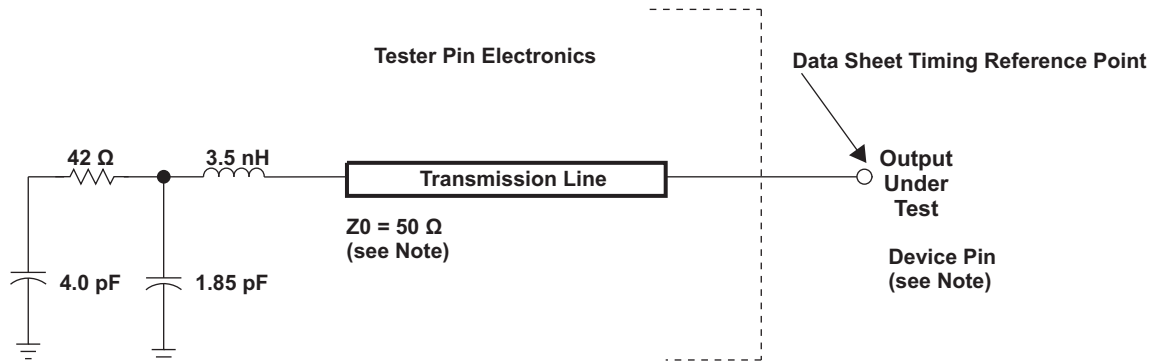 Tester Pin Electronics
Data Sheet Timing Reference Point
42 Ω
3.5 nH
Transmission Line
Output
Under
Test
Z0 = 50 Ω
(see Note)
Device Pin
(see Note)
4.0 pF
1.85 pF